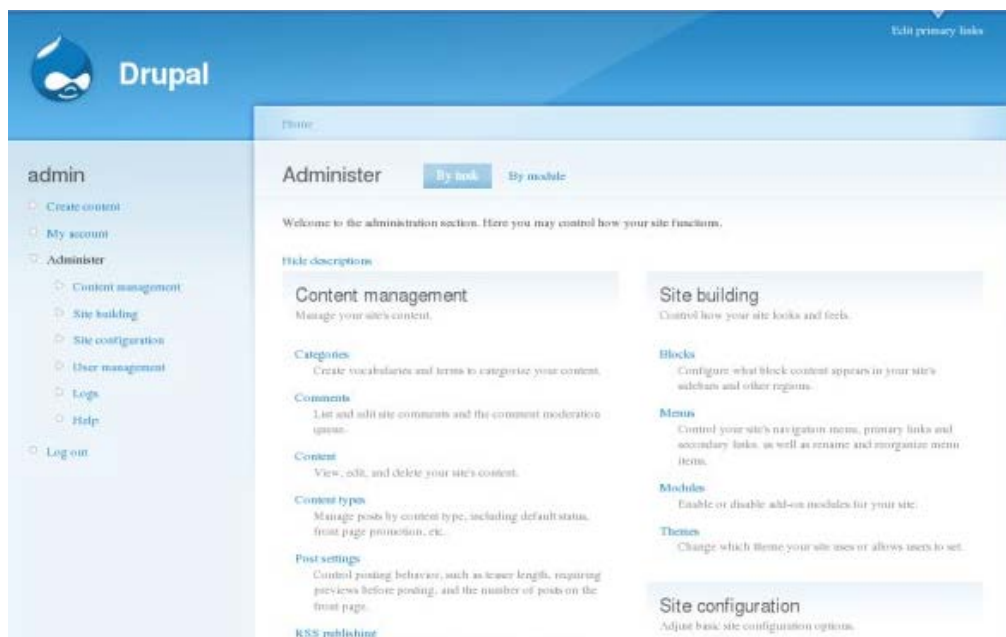 Edit primary links
Drupal
Home
admin
Create content
My account
Administer
Content management
Site building
Site configuration
User management
Logs
Help
Log out
Administer
By task
By module
Welcome to the administration section. Here you may control how your site functions.
Hide descriptions
Content management
Manage your site's content.
Categories
Create vocabularies and terms to categorize your content.
Comments
List and edit site comments and the comment moderation
queue.
Content
View, edit, and delete your site's content.
Content types
Manage posts by content type, including default status,
front page promotion, etc.
Post settings
Control posting behavior, such as teaser length, requiring
previews before posting, and the number of posts on the
front page.
RSS publishing
Site building
Control how your site looks and feels.
Blocks
Configure what block content appears in your site's
sidebars and other regions.
Menus
Control your site's navigation menu, primary links and
secondary links, as well as rename and reorganize menu
items.
Modules
Enable or disable add-on modules for your site.
Themes
Change which theme your site uses or allows users to set.
Site configuration
Adjust basic site configuration options.